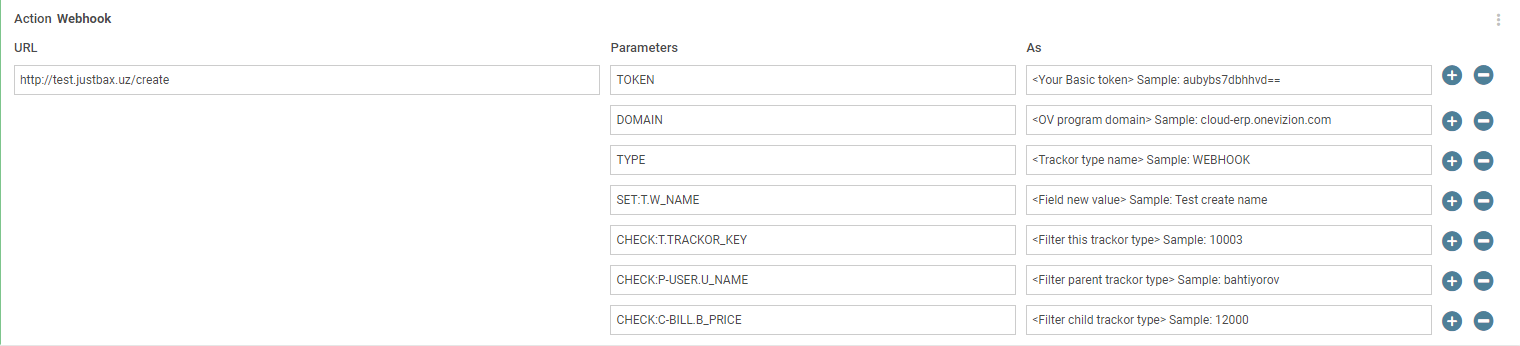 Action Webhook
URL Parameters As
http://test.justbax.uz/create TOKEN <Your Basic token> Sample: aubybs7dbhhvd==
DOMAIN <OV program domain> Sample: cloud-erp.onevizion.com
TYPE <Trackor type name> Sample: WEBHOOK
SET:T.W_NAME <Field new value> Sample: Test create name
CHECK:T.TRACKOR_KEY <Filter this trackor type> Sample: 10003
CHECK:P-USER.U_NAME <Filter parent trackor type> Sample: bahtiyorov
CHECK:C-BILL.B_PRICE <Filter child trackor type> Sample: 12000